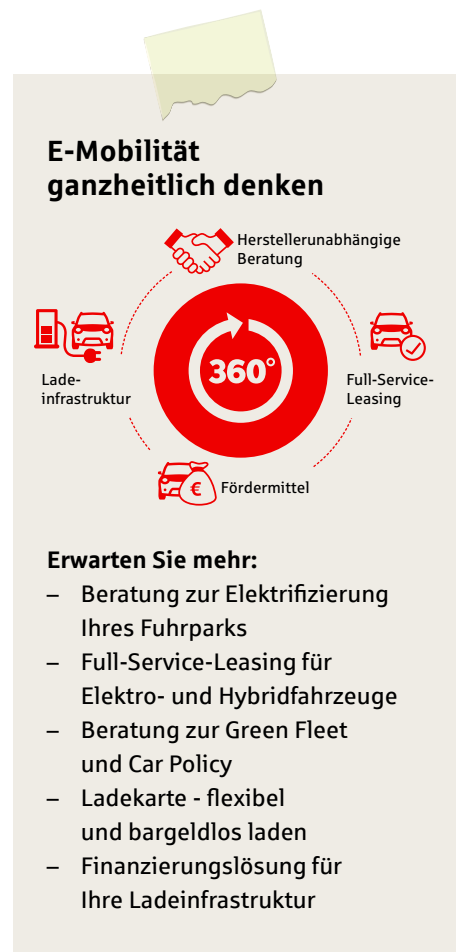 E-Mobilität
ganzheitlich denken
Herstellerunabhängige
Beratung
360°
Lade-
infrastruktur
Full-Service-
Leasing
€
Fördermittel
Erwarten Sie mehr:
– Beratung zur Elektrifizierung
Ihres Fuhrparks
– Full-Service-Leasing für
Elektro- und Hybridfahrzeuge
– Beratung zur Green Fleet
und Car Policy
– Ladekarte - flexibel
und bargeldlos laden
– Finanzierungslösung für
Ihre Ladeinfrastruktur